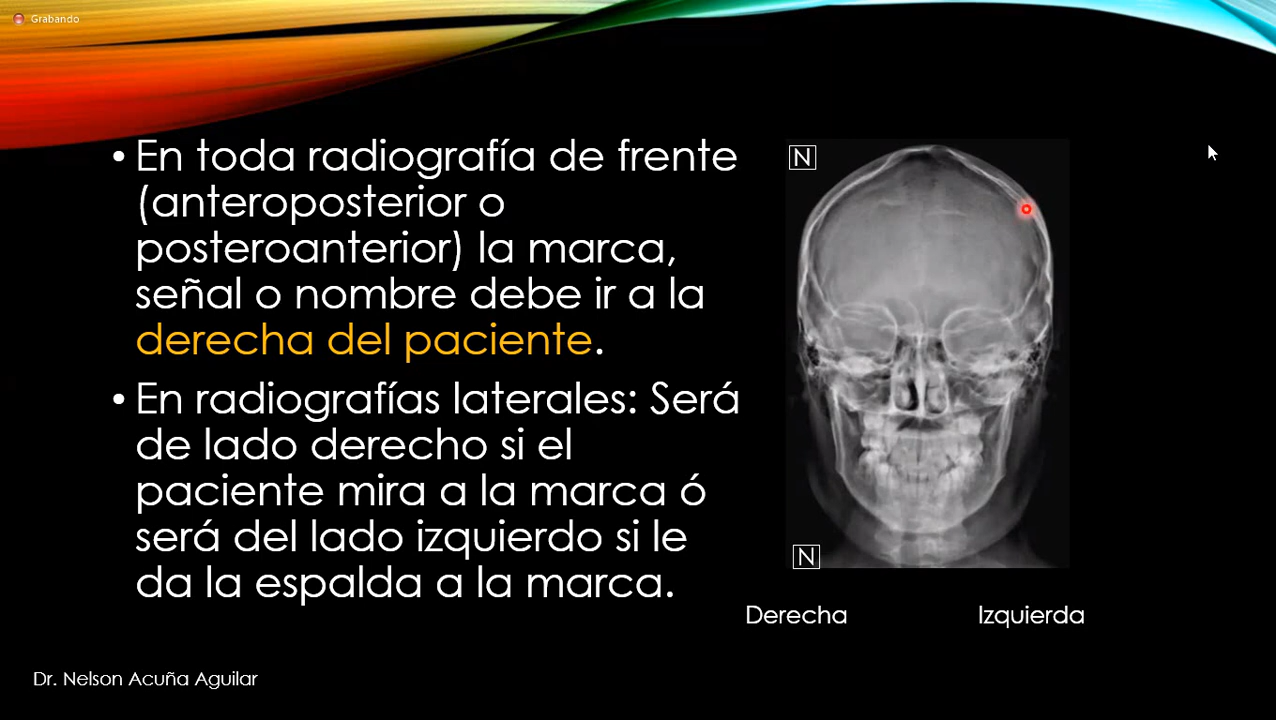 Grabando
• En toda radiografía de frente
(anteroposterior o
posteroanterior) la marca,
señal o nombre debe ir a la
derecha del paciente.
• En radiografías laterales: Será
de lado derecho si el
paciente mira a la marca ó
será del lado izquierdo si le
da la espalda a la marca.
N
N
Derecha Izquierda
Dr. Nelson Acuña Aguilar